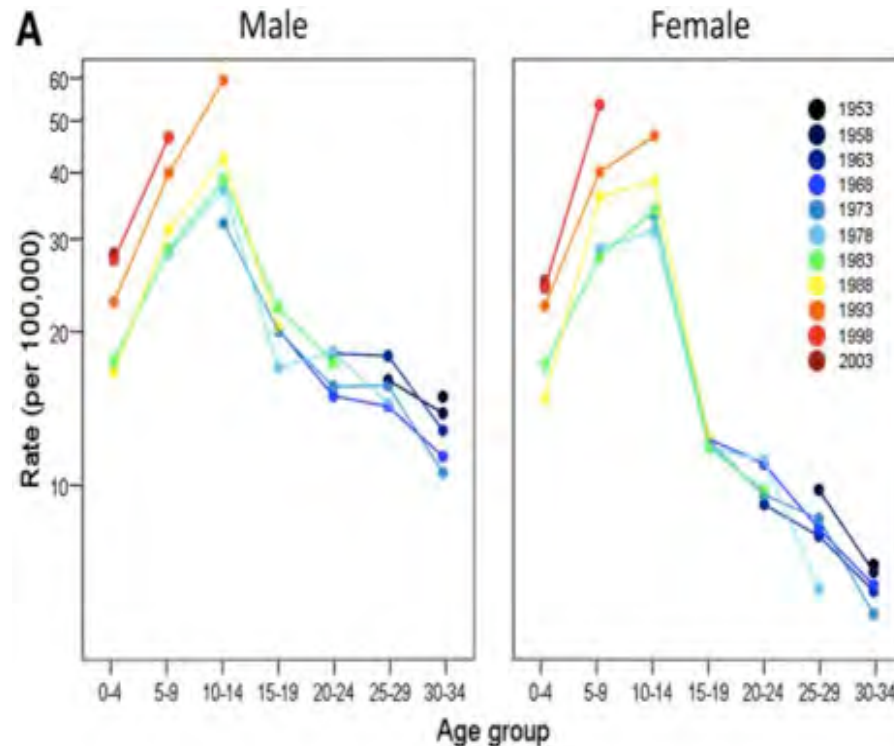 A
Male
Female
60
50
40
30
20
10
Rate (per 100,000)
1953
1958
1963
1968
1973
1978
1983
1988
1993
1998
2003
0-4 5-9 10-14 15-19 20-24 25-29 30-34
0-4 5-9 10-14 15-19 20-24 25-29 30-34
Age group